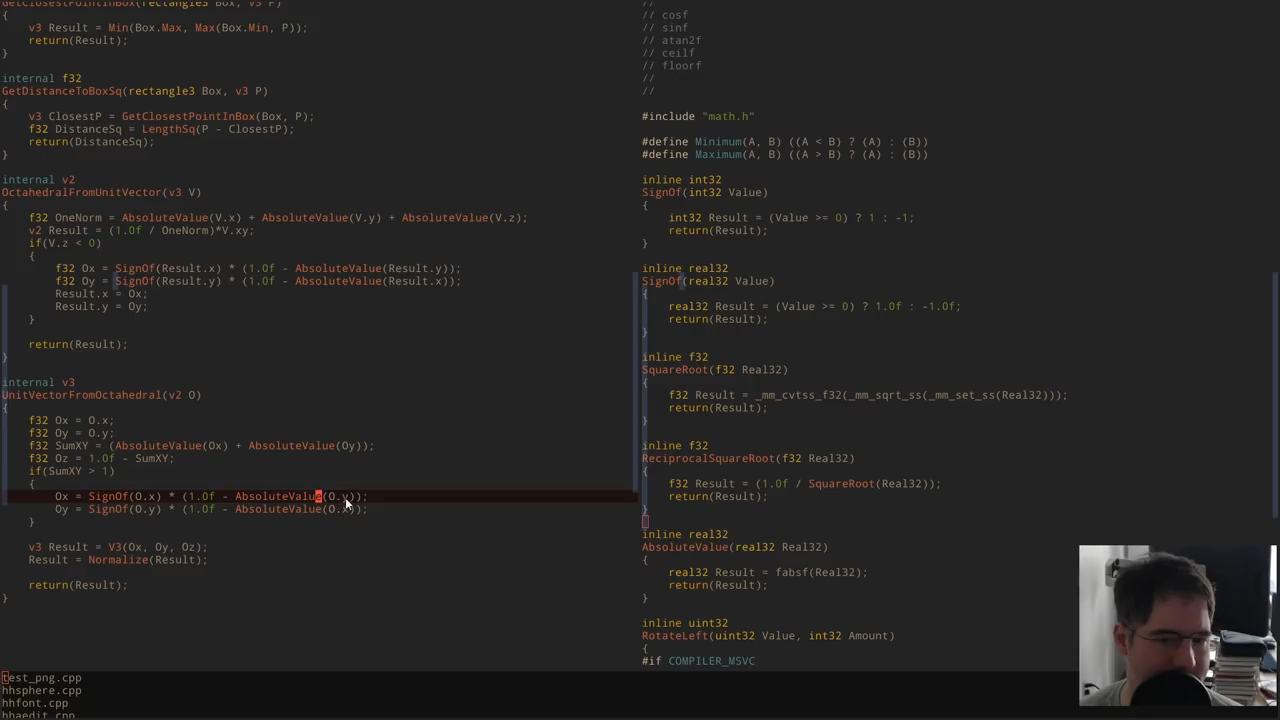 GetClosestPointInBox(rectangle3 Box, v3 P)
{
    v3 Result = Min(Box.Max, Max(Box.Min, P));
    return(Result);
}
internal f32
GetDistanceToBoxSq(rectangle3 Box, v3 P)
{
    v3 ClosestP = GetClosestPointInBox(Box, P);
    f32 DistanceSq = LengthSq(P - ClosestP);
    return(DistanceSq);
}
internal v2
OctahedralFromUnitVector(v3 V)
{
    f32 OneNorm = AbsoluteValue(V.x) + AbsoluteValue(V.y) + AbsoluteValue(V.z);
    v2 Result = (1.0f / OneNorm)*V.xy;
    if(V.z < 0)
    {
        f32 Ox = SignOf(Result.x) * (1.0f - AbsoluteValue(Result.y));
        f32 Oy = SignOf(Result.y) * (1.0f - AbsoluteValue(Result.x));
        Result.x = Ox;
        Result.y = Oy;
    }
    return(Result);
}
internal v3
UnitVectorFromOctahedral(v2 O)
{
    f32 Ox = O.x;
    f32 Oy = O.y;
    f32 SumXY = (AbsoluteValue(Ox) + AbsoluteValue(Oy));
    f32 Oz = 1.0f - SumXY;
    if(SumXY > 1)
    {
        Ox = SignOf(O.x) * (1.0f - AbsoluteValue(O.y));
        Oy = SignOf(O.y) * (1.0f - AbsoluteValue(O.x));
    }
    v3 Result = V3(Ox, Oy, Oz);
    Result = Normalize(Result);
    return(Result);
}
//
// cosf
// sinf
// atan2f
// ceilf
// floorf
//
//
#include "math.h"
#define Minimum(A, B) ((A < B) ? (A) : (B))
#define Maximum(A, B) ((A > B) ? (A) : (B))
inline int32
SignOf(int32 Value)
{
    int32 Result = (Value >= 0) ? 1 : -1;
    return(Result);
}
inline real32
SignOf(real32 Value)
{
    real32 Result = (Value >= 0) ? 1.0f : -1.0f;
    return(Result);
}
inline f32
SquareRoot(f32 Real32)
{
    f32 Result = _mm_cvtss_f32(_mm_sqrt_ss(_mm_set_ss(Real32)));
    return(Result);
}
inline f32
ReciprocalSquareRoot(f32 Real32)
{
    f32 Result = (1.0f / SquareRoot(Real32));
    return(Result);
}
inline real32
AbsoluteValue(real32 Real32)
{
    real32 Result = fabsf(Real32);
    return(Result);
}
inline uint32
RotateLeft(uint32 Value, int32 Amount)
{
#if COMPILER_MSVC
test_png.cpp
hhsphere.cpp
hhfont.cpp
hhaedit.cpp